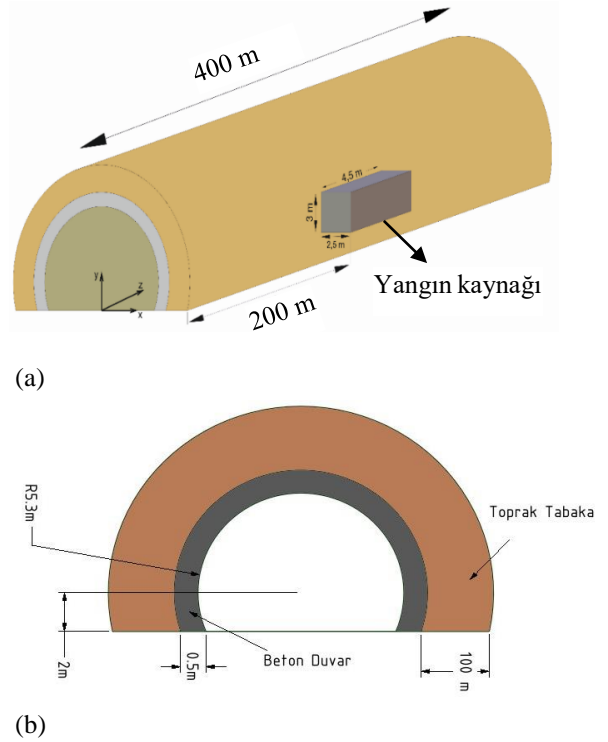 400 m
4,5 m
3 m
2,5 m
y
z
x
200 m
Yangın kaynağı
(a)
R5.3m
Toprak Tabaka
Beton Duvar
2m
0.5m
100 m
(b)